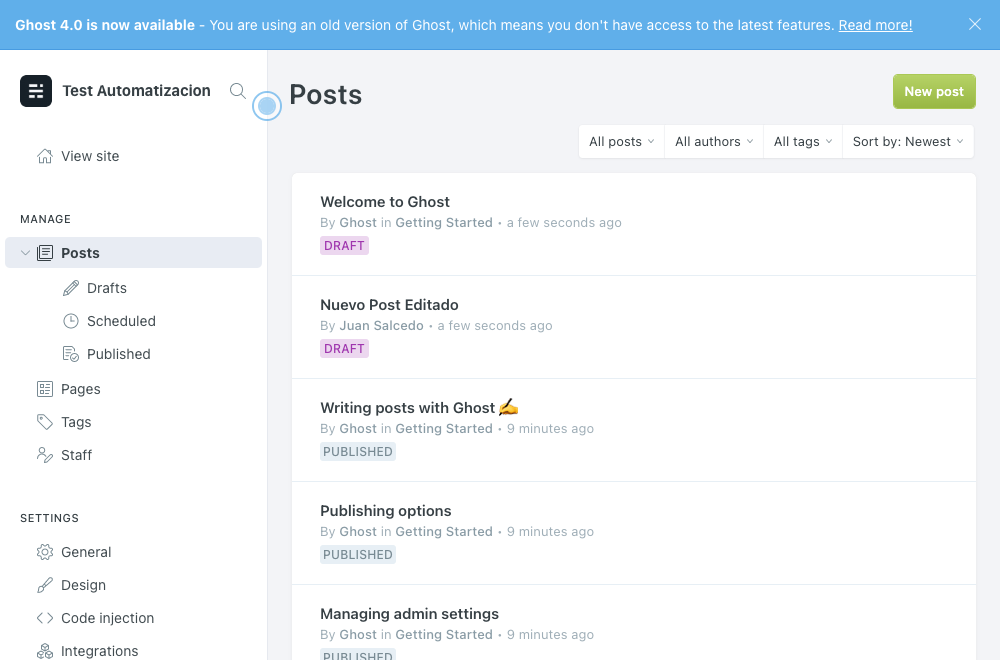 Ghost 4.0 is now available - You are using an old version of Ghost, which means you don't have access to the latest features. Read more!
Test Automatizacion
View site
MANAGE
Posts
Drafts
Scheduled
Published
Pages
Tags
Staff
SETTINGS
General
Design
Code injection
Integrations
Posts
New post
All posts
All authors
All tags
Sort by: Newest
Welcome to Ghost
By Ghost in Getting Started • a few seconds ago
DRAFT
Nuevo Post Editado
By Juan Salcedo • a few seconds ago
DRAFT
Writing posts with Ghost ✍️
By Ghost in Getting Started • 9 minutes ago
PUBLISHED
Publishing options
By Ghost in Getting Started • 9 minutes ago
PUBLISHED
Managing admin settings
By Ghost in Getting Started • 9 minutes ago
PUBLISHED